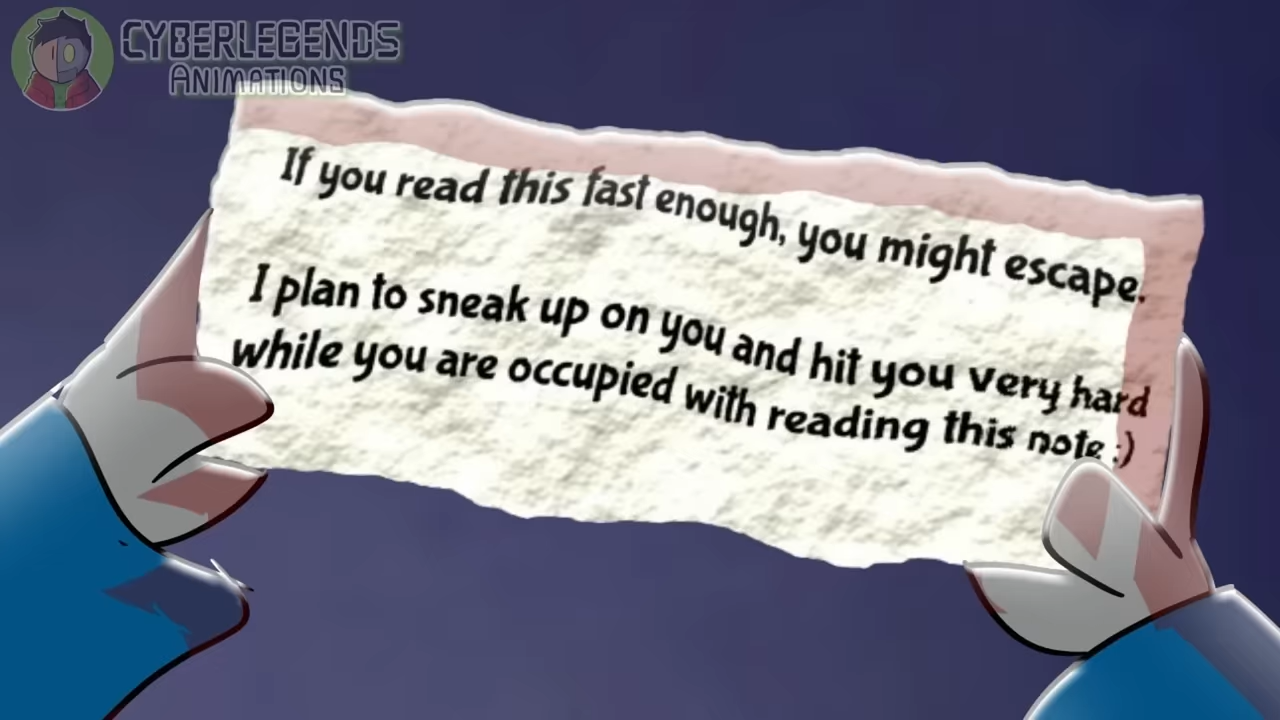 CYBERLEGENDS
ANIMATIONS
If you read this fast enough, you might escape.
I plan to sneak up on you and hit you very hard
while you are occupied with reading this note :)